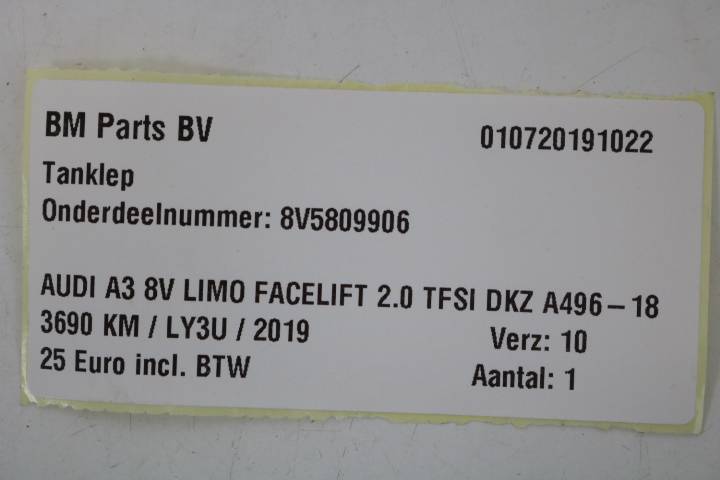 BM Parts BV 010720191022
Tanklep
Onderdeelnummer: 8V5809906
AUDI A3 8V LIMO FACELIFT 2.0 TFSI DKZ A496-18
3690 KM / LY3U / 2019 Verz: 10
25 Euro incl. BTW Aantal: 1